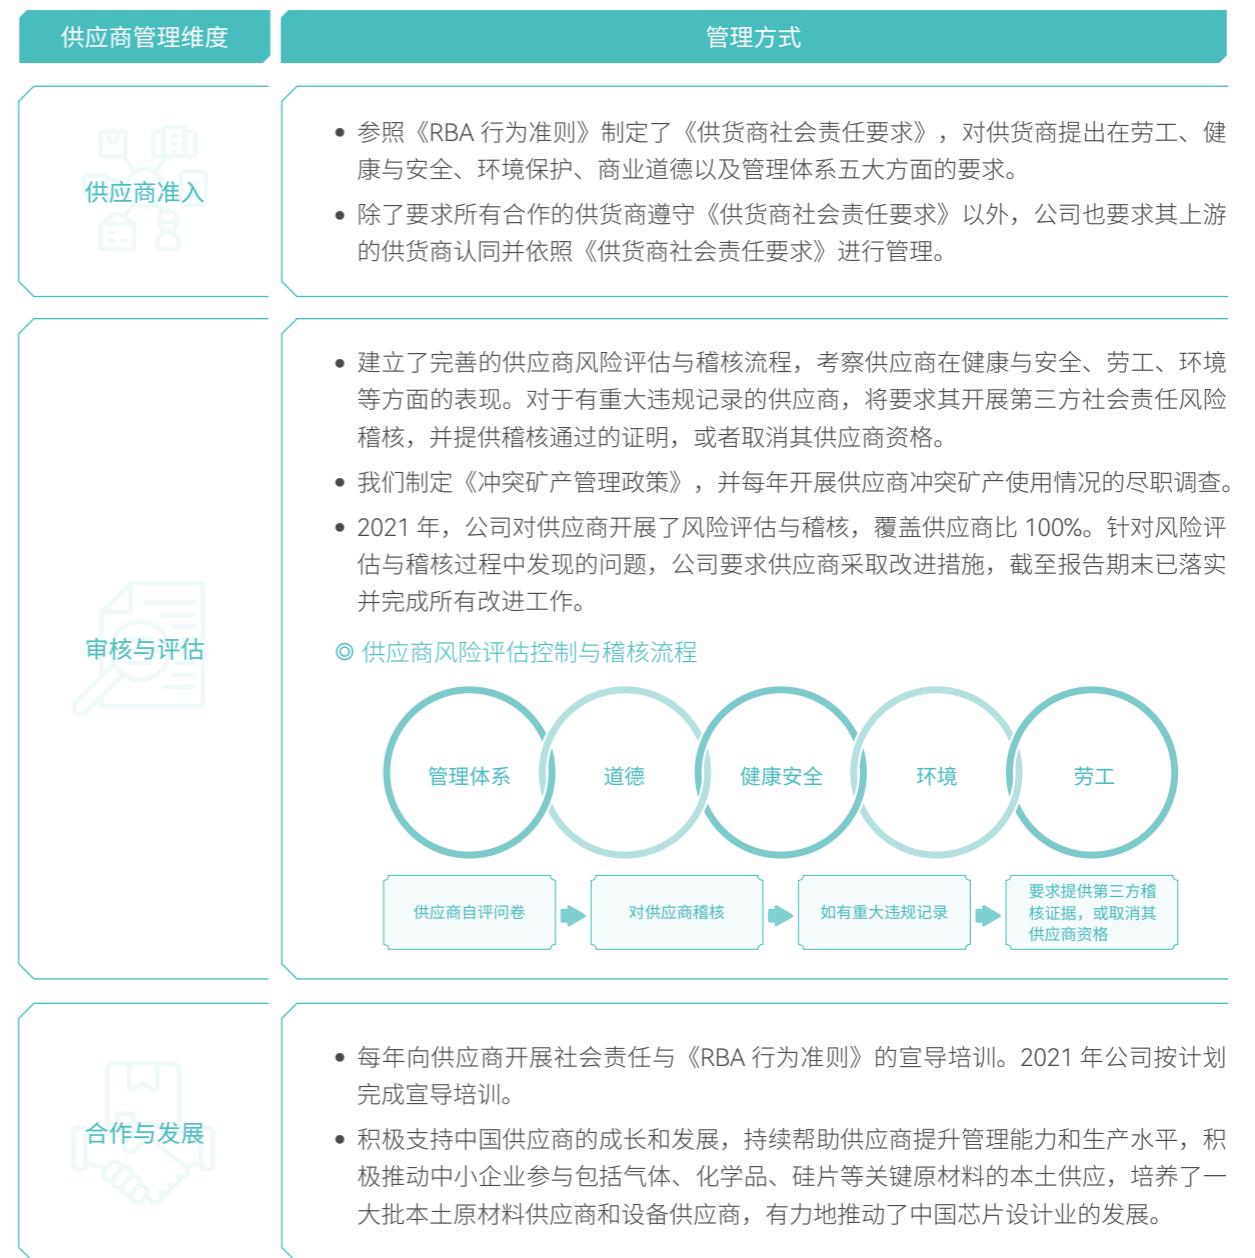 供应商管理维度
管理方式
供应商准入
参照《RBA 行为准则》制定了《供货商社会责任要求》，对供货商提出在劳工、健
康与安全、环境保护、商业道德以及管理体系五大方面的要求。
除了要求所有合作的供货商遵守《供货商社会责任要求》以外，公司也要求其上游
的供货商认同并依照《供货商社会责任要求》进行管理。
审核与评估
建立了完善的供应商风险评估与稽核流程，考察供应商在健康与安全、劳工、环境
等方面的表现。对于有重大违规记录的供应商，将要求其开展第三方社会责任风险
稽核，并提供稽核通过的证明，或者取消其供应商资格。
我们制定《冲突矿产管理政策》，并每年开展供应商冲突矿产使用情况的尽职调查。
2021 年，公司对供应商开展了风险评估与稽核，覆盖供应商比 100%。针对风险评
估与稽核过程中发现的问题，公司要求供应商采取改进措施，截至报告期末已落实
并完成所有改进工作。
◎ 供应商风险评估控制与稽核流程
管理体系
道德
健康安全
环境
劳工
供应商自评问卷
对供应商稽核
如有重大违规记录
要求提供第三方稽
核证据，或取消其
供应商资格
合作与发展
每年向供应商开展社会责任与《RBA 行为准则》的宣导培训。2021 年公司按计划
完成宣导培训。
积极支持中国供应商的成长和发展，持续帮助供应商提升管理能力和生产水平，积
极推动中小企业参与包括气体、化学品、硅片等关键原材料的本土供应，培养了一
大批本土原材料供应商和设备供应商，有力地推动了中国芯片设计业的发展。